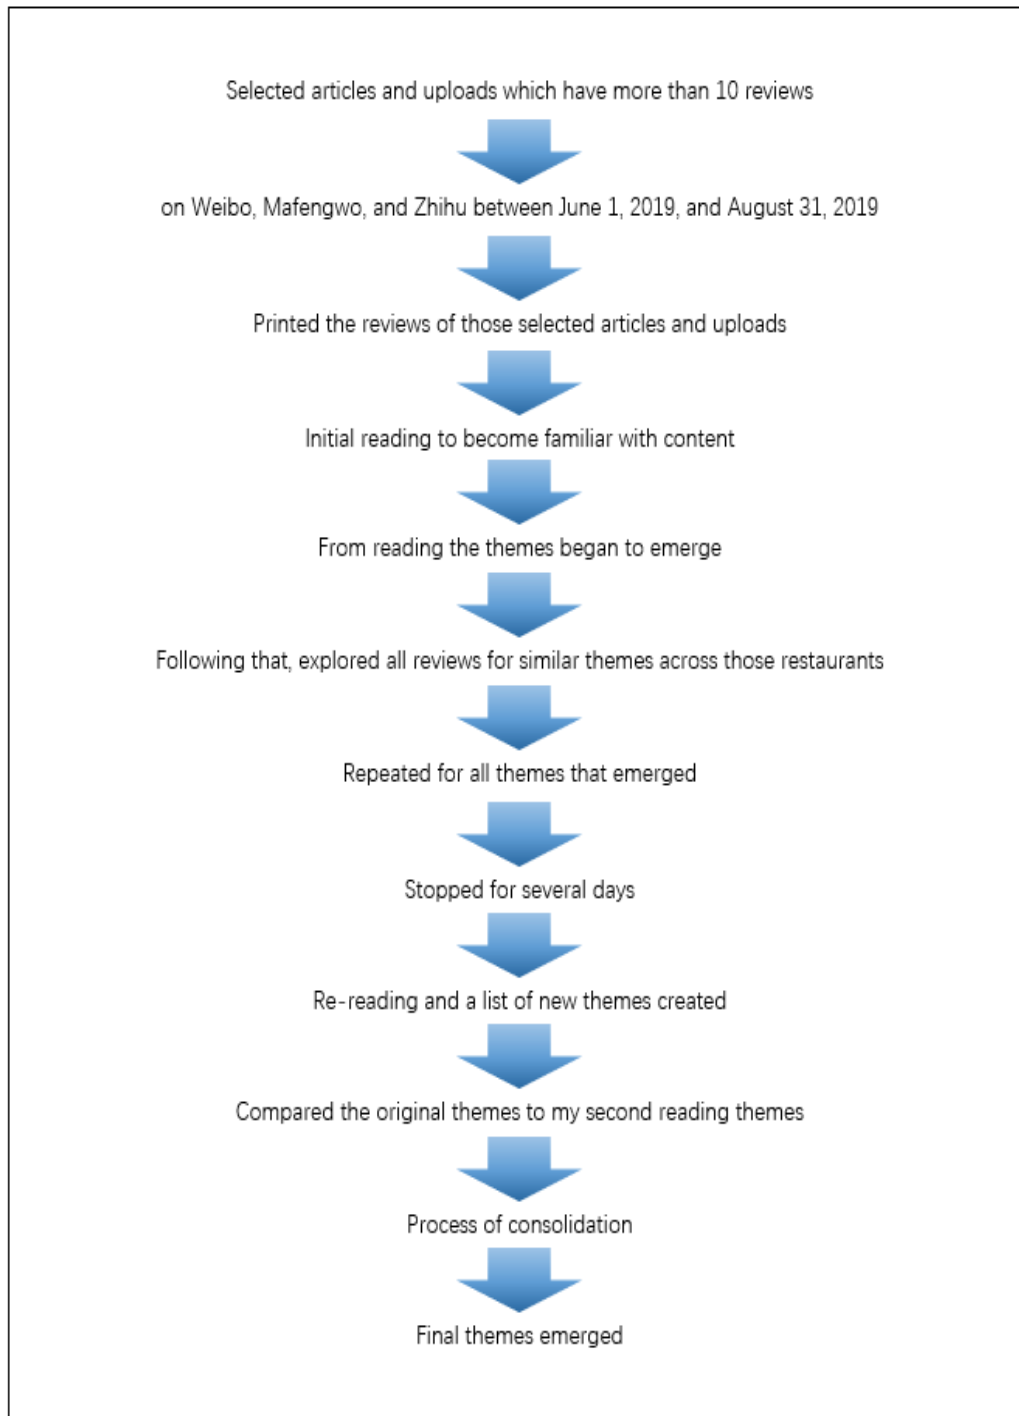 Selected articles and uploads which have more than 10 reviews
on Weibo, Mafengwo, and Zhihu between June 1, 2019, and August 31, 2019
Printed the reviews of those selected articles and uploads
Initial reading to become familiar with content
From reading the themes began to emerge
Following that, explored all reviews for similar themes across those restaurants
Repeated for all themes that emerged
Stopped for several days
Re-reading and a list of new themes created
Compared the original themes to my second reading themes
Process of consolidation
Final themes emerged